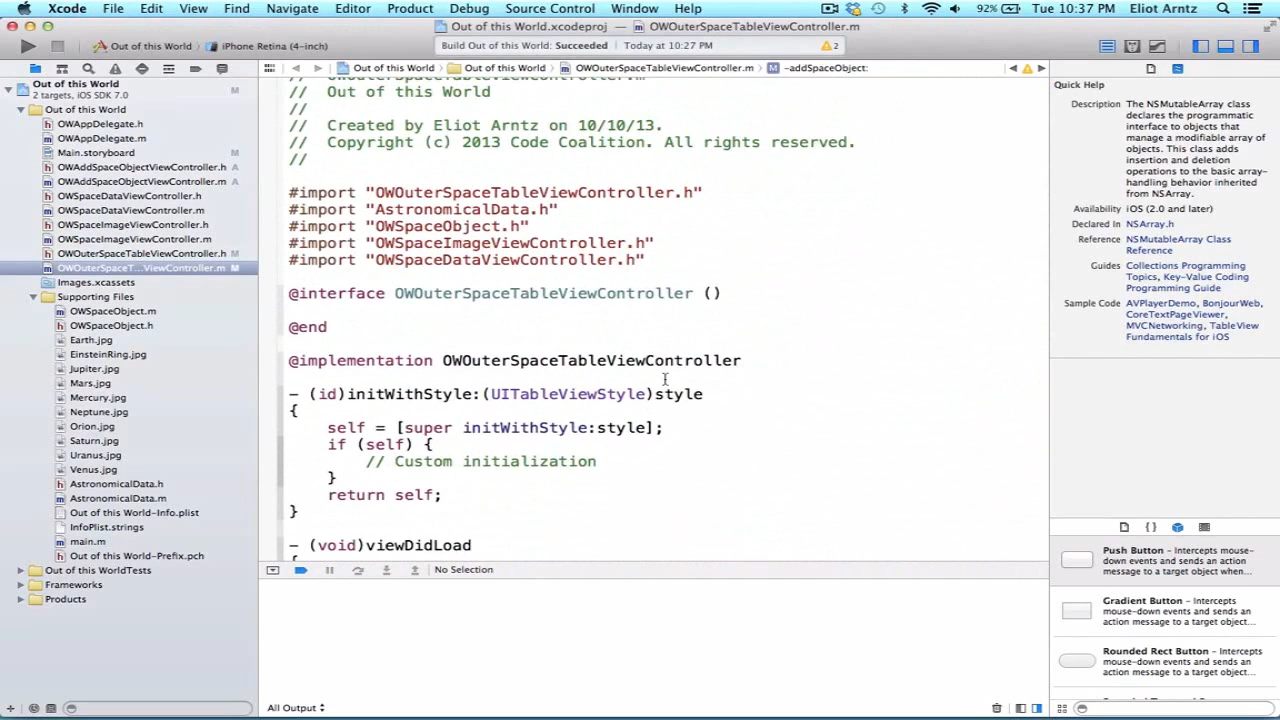 Xcode File Edit View Find Navigate Editor Product Debug Source Control Window Help 92% Tue 10:37 PM Eliot Arntz
Out of this World.xcodeproj — OWOuterSpaceTableViewController.m
Out of this World iPhone Retina (4-inch) Build Out of this World: Succeeded Today at 10:27 PM 2
Out of this World Out of this World OWOuterSpaceTableViewController.m M -addSpaceObject:
Out of this World M
2 targets, iOS SDK 7.0
Out of this World
OWAppDelegate.h
OWAppDelegate.m
Main.storyboard M
OWAddSpaceObjectViewController.h A
OWAddSpaceObjectViewController.m A
OWSpaceDataViewController.h
OWSpaceDataViewController.m
OWSpaceImageViewController.h
OWSpaceImageViewController.m
OWOuterSpaceTableViewController.h M
OWOuterSpaceT...ViewController.m M
Images.xcassets
Supporting Files
OWSpaceObject.m
OWSpaceObject.h
Earth.jpg
EinsteinRing.jpg
Jupiter.jpg
Mars.jpg
Mercury.jpg
Neptune.jpg
Orion.jpg
Saturn.jpg
Uranus.jpg
Venus.jpg
AstronomicalData.h
AstronomicalData.m
Out of this World-Info.plist
InfoPlist.strings
main.m
Out of this World-Prefix.pch
Out of this WorldTests
Frameworks
Products
// OWOuterSpaceTableViewController.m
// Out of this World
//
// Created by Eliot Arntz on 10/10/13.
// Copyright (c) 2013 Code Coalition. All rights reserved.
//
#import "OWOuterSpaceTableViewController.h"
#import "AstronomicalData.h"
#import "OWSpaceObject.h"
#import "OWSpaceImageViewController.h"
#import "OWSpaceDataViewController.h"
@interface OWOuterSpaceTableViewController ()
@end
@implementation OWOuterSpaceTableViewController
- (id)initWithStyle:(UITableViewStyle)style
{
self = [super initWithStyle:style];
if (self) {
// Custom initialization
}
return self;
}
- (void)viewDidLoad
{
No Selection
All Output
Quick Help
Description The NSMutableArray class
declares the programmatic
interface to objects that
manage a modifiable array of
objects. This class adds
insertion and deletion
operations to the basic array-
handling behavior inherited
from NSArray.
Availability iOS (2.0 and later)
Declared In NSArray.h
Reference NSMutableArray Class
Reference
Guides Collections Programming
Topics, Key-Value Coding
Programming Guide
Sample Code AVPlayerDemo, BonjourWeb,
CoreTextPageViewer,
MVCNetworking, TableView
Fundamentals for iOS
Push Button - Intercepts mouse-
down events and sends an
action message to a target object
when...
Gradient Button - Intercepts
mouse-down events and sends an
action message to a target object...
Rounded Rect Button - Intercepts
mouse-down events and sends an
action message to a target object...